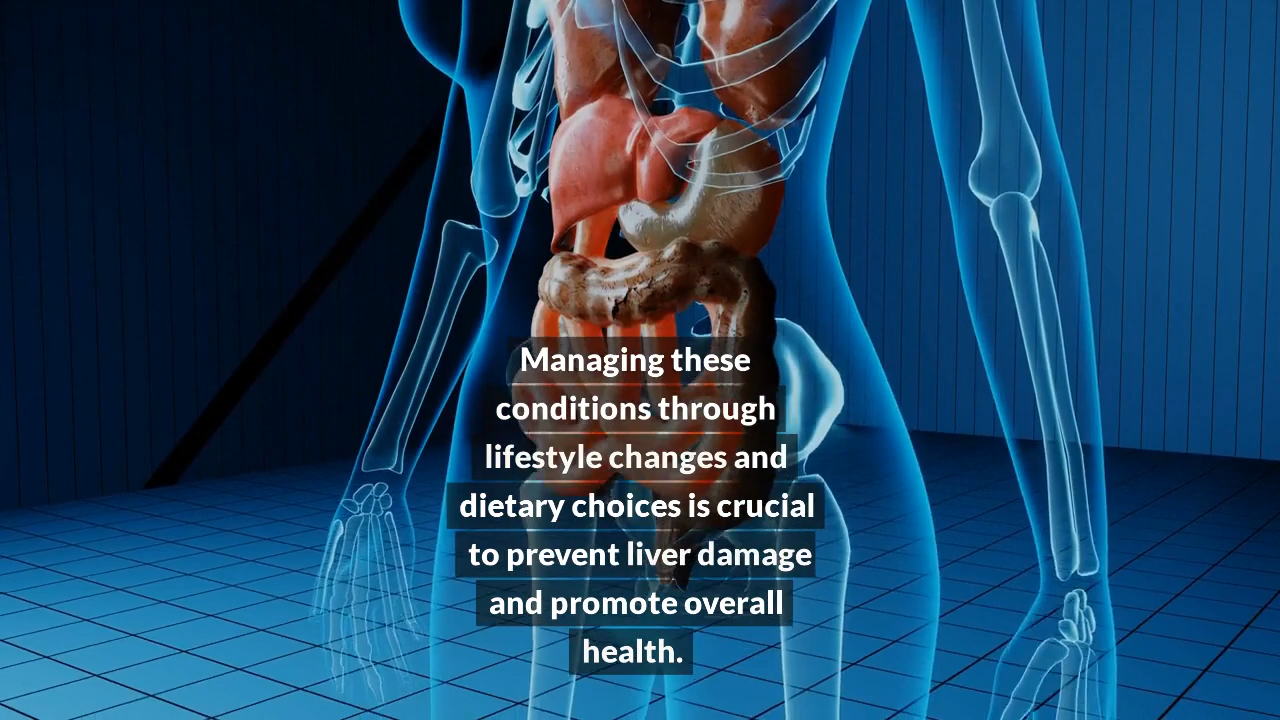 Managing these
conditions through
lifestyle changes and
dietary choices is crucial
to prevent liver damage
and promote overall
health.